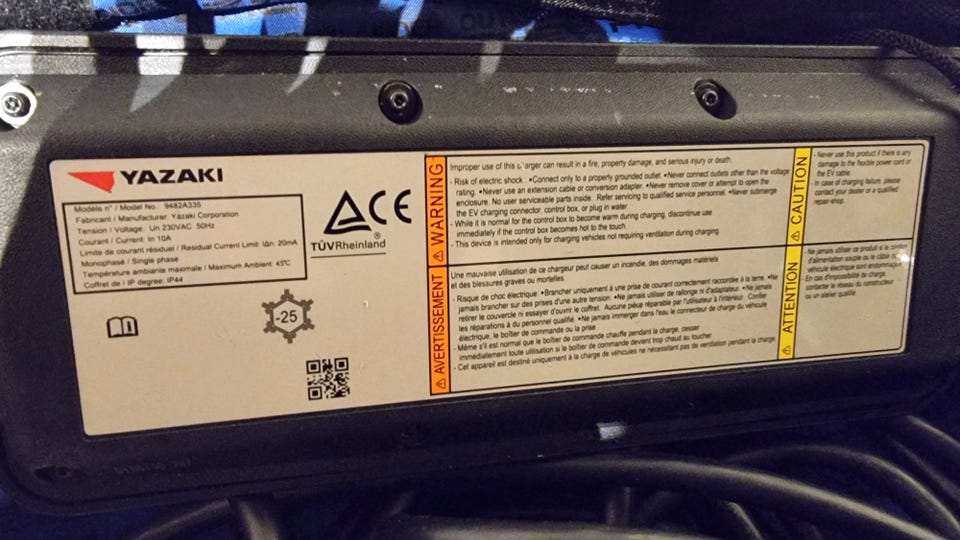 YAZAKI
Modèle n° / Model No.: 9482A335
Fabricant / Manufacturer: Yazaki Corporation
Tension / Voltage: Un 230VAC 50Hz
Courant / Current: In 10A
Limite de courant résiduel / Residual Current Limit: IΔn. 20mA
Monophasé / Single phase
Température ambiante maximale / Maximum Ambient 45°C
Coffret de / IP degree: IP44
CE
TÜVRheinland
®
-25
WARNING
Improper use of this charger can result in a fire, property damage, and serious injury or death.
- Risk of electric shock : •Connect only to a properly grounded outlet. •Never connect outlets other than the voltage
rating. •Never use an extension cable or conversion adapter. •Never remove cover or attempt to open the
enclosure. No user serviceable parts inside. Refer servicing to qualified service personnel. •Never submerge
the EV charging connector, control box, or plug in water.
- While it is normal for the control box to become warm during charging, discontinue use
immediately if the control box becomes hot to the touch.
- This device is intended only for charging vehicles not requiring ventilation during charging
CAUTION
- Never use this product if there is any
damage to the flexible power cord or
the EV cable.
- In case of charging failure, please
contact your dealer or a qualified
repair-shop.
AVERTISSEMENT
Une mauvaise utilisation de ce chargeur peut causer un incendie, des dommages matériels
et des blessures graves ou mortelles
- Risque de choc électrique: •Brancher uniquement à une prise de courant correctement raccordée à la terre. •Ne
jamais brancher sur des prises d'une autre tension. •Ne jamais utiliser de rallonge ni d'adaptateur. •Ne jamais
retirer le couvercle ni essayer d'ouvrir le coffret. Aucune pièce réparable par l'utilisateur à l'intérieur. Confier
les réparations à du personnel qualifié. •Ne jamais immerger dans l'eau le connecteur de charge du véhicule
électrique, le boîtier de commande ou la prise
- Même s'il est normal que le boîtier de commande chauffe pendant la charge, cesser
immédiatement toute utilisation si le boîtier de commande devient trop chaud au toucher.
- Cet appareil est destiné uniquement à la charge de véhicules ne nécessitant pas de ventilation pendant la charge.
ATTENTION
- Ne jamais utiliser ce produit si le cordon
d'alimentation souple ou le câble du
véhicule électrique sont endommagés
- En cas d'impossibilité de charge,
contacter le réseau du constructeur
ou un atelier qualifié.